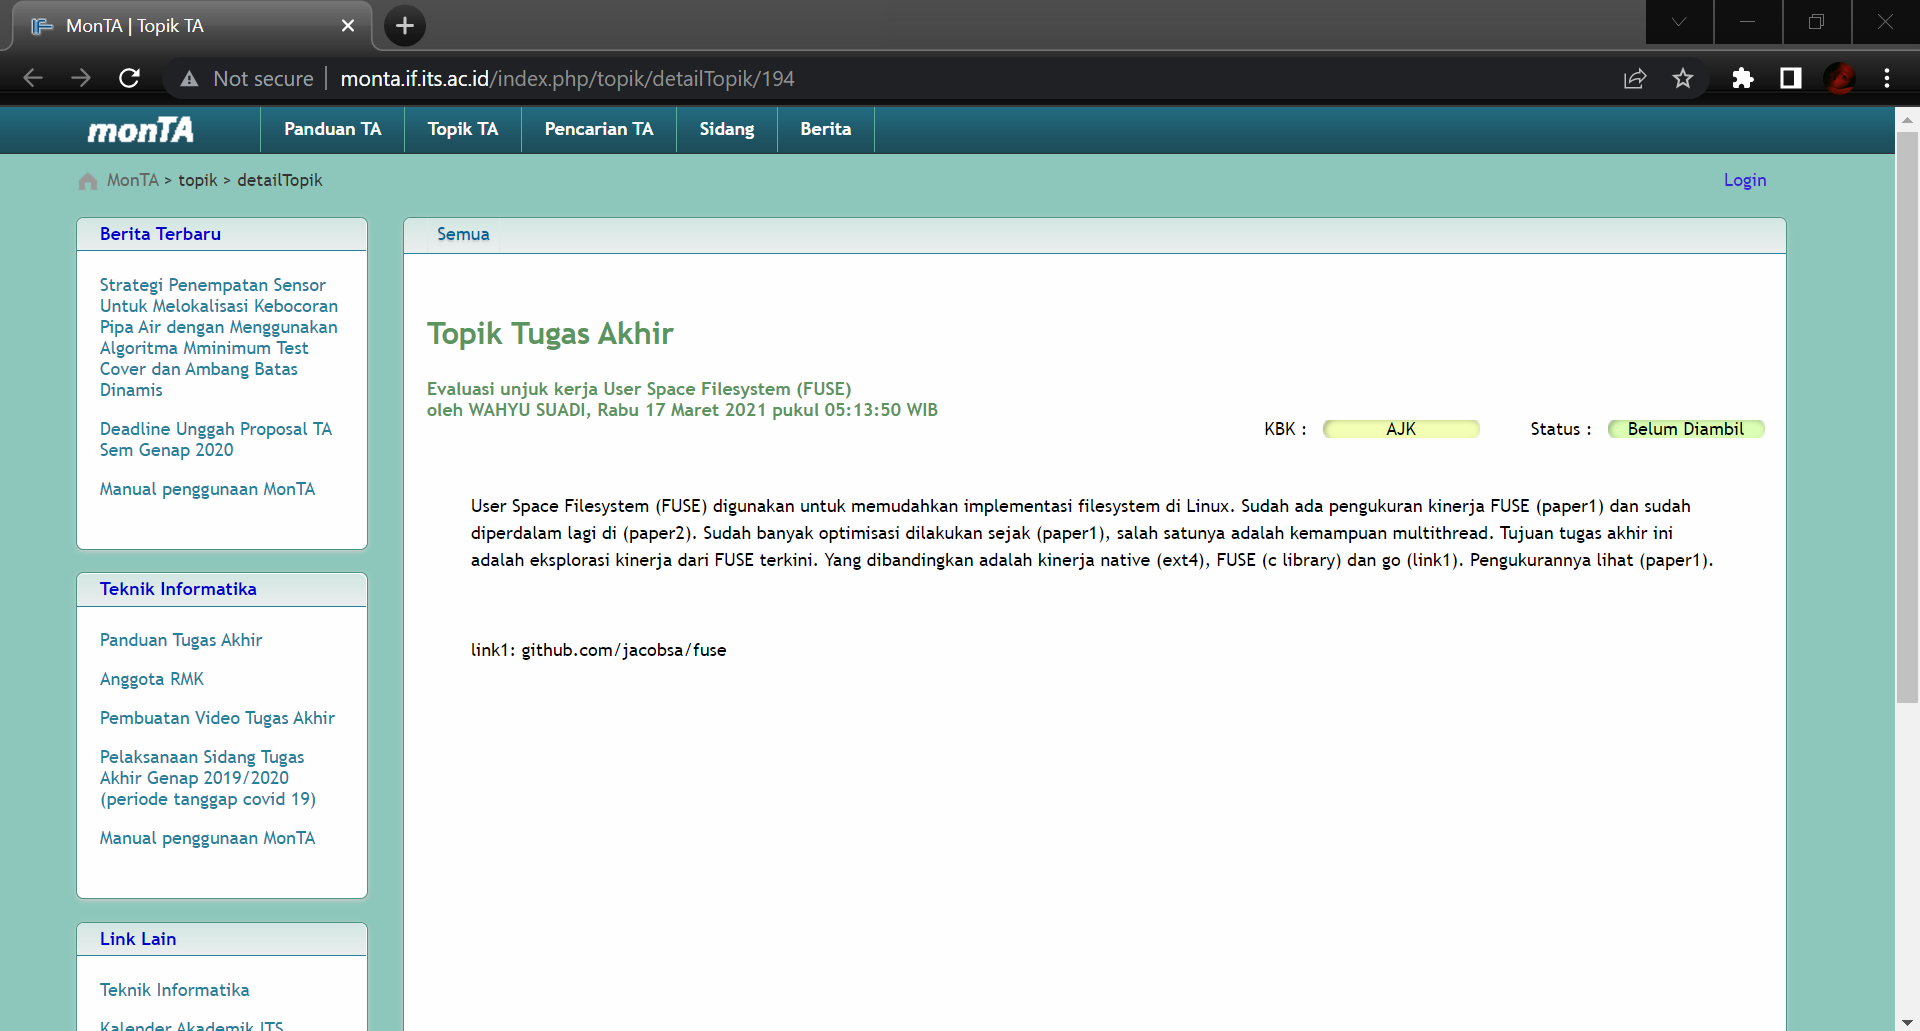 MonTA | Topik TA
Not secure
monta.if.its.ac.id/index.php/topik/detailTopik/194
monTA
Panduan TA
Topik TA
Pencarian TA
Sidang
Berita
MonTA > topik > detailTopik
Login
Berita Terbaru
Strategi Penempatan Sensor
Untuk Melokalisasi Kebocoran
Pipa Air dengan Menggunakan
Algoritma Mminimum Test
Cover dan Ambang Batas
Dinamis
Deadline Unggah Proposal TA
Sem Genap 2020
Manual penggunaan MonTA
Teknik Informatika
Panduan Tugas Akhir
Anggota RMK
Pembuatan Video Tugas Akhir
Pelaksanaan Sidang Tugas
Akhir Genap 2019/2020
(periode tanggap covid 19)
Manual penggunaan MonTA
Link Lain
Teknik Informatika
Kalender Akademik ITS
Semua
Topik Tugas Akhir
Evaluasi unjuk kerja User Space Filesystem (FUSE)
oleh WAHYU SUADI, Rabu 17 Maret 2021 pukul 05:13:50 WIB
KBK : AJK Status : Belum Diambil
User Space Filesystem (FUSE) digunakan untuk memudahkan implementasi filesystem di Linux. Sudah ada pengukuran kinerja FUSE (paper1) dan sudah
diperdalam lagi di (paper2). Sudah banyak optimisasi dilakukan sejak (paper1), salah satunya adalah kemampuan multithread. Tujuan tugas akhir ini
adalah eksplorasi kinerja dari FUSE terkini. Yang dibandingkan adalah kinerja native (ext4), FUSE (c library) dan go (link1). Pengukurannya lihat (paper1).
link1: github.com/jacobsa/fuse